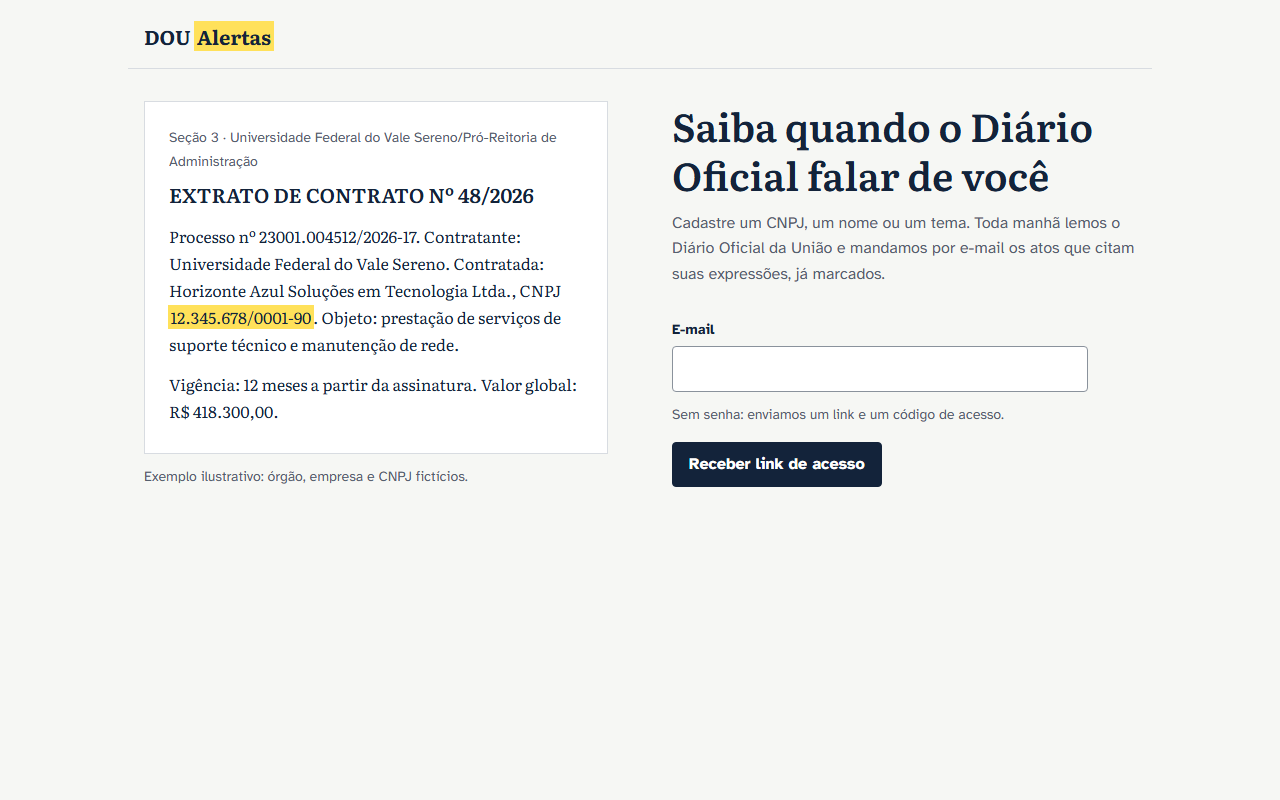 DOU Alertas
Seção 3 · Universidade Federal do Vale Sereno/Pró-Reitoria de
Administração
EXTRATO DE CONTRATO Nº 48/2026
Processo nº 23001.004512/2026-17. Contratante:
Universidade Federal do Vale Sereno. Contratada:
Horizonte Azul Soluções em Tecnologia Ltda., CNPJ
12.345.678/0001-90. Objeto: prestação de serviços de
suporte técnico e manutenção de rede.
Vigência: 12 meses a partir da assinatura. Valor global:
R$ 418.300,00.
Exemplo ilustrativo: órgão, empresa e CNPJ fictícios.
Saiba quando o Diário
Oficial falar de você
Cadastre um CNPJ, um nome ou um tema. Toda manhã lemos o
Diário Oficial da União e mandamos por e-mail os atos que citam
suas expressões, já marcados.
E-mail
Sem senha: enviamos um link e um código de acesso.
Receber link de acesso